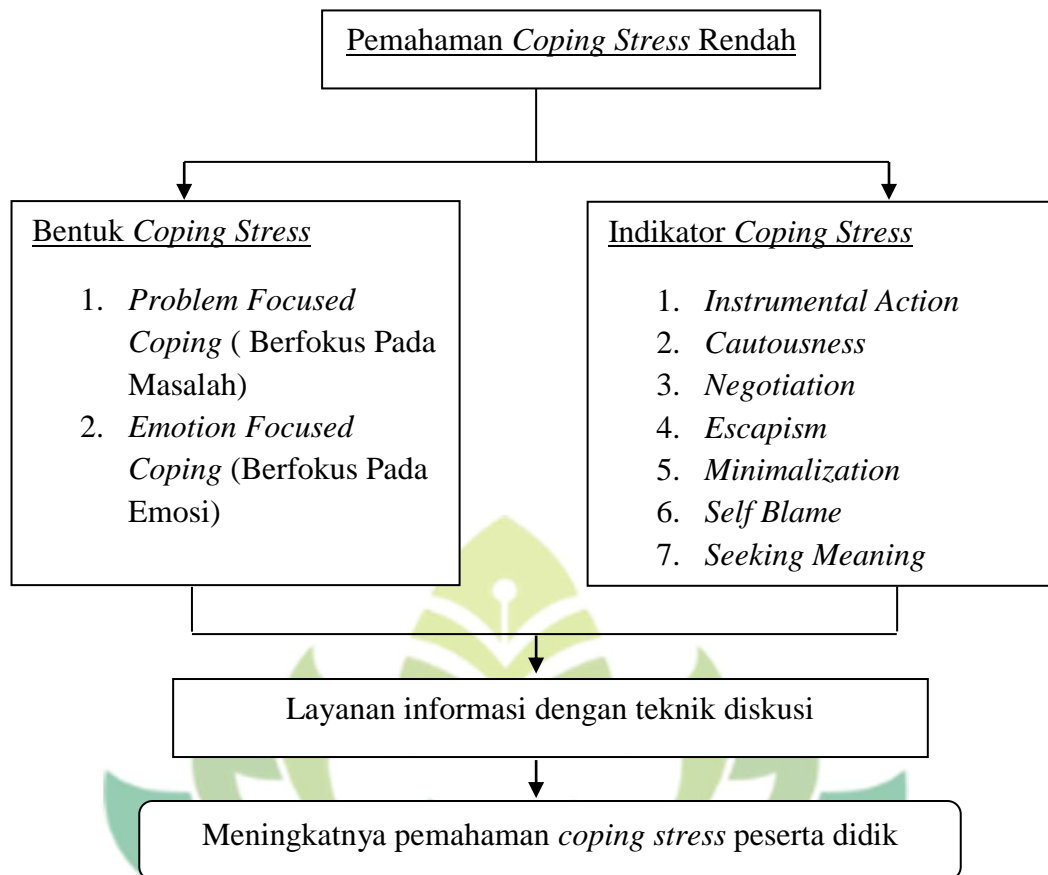 Pemahaman Coping Stress Rendah
Bentuk Coping Stress
1. Problem Focused
Coping ( Berfokus Pada
Masalah)
2. Emotion Focused
Coping (Berfokus Pada
Emosi)
Indikator Coping Stress
1. Instrumental Action
2. Cautousness
3. Negotiation
4. Escapism
5. Minimalization
6. Self Blame
7. Seeking Meaning
Layanan informasi dengan teknik diskusi
Meningkatnya pemahaman coping stress peserta didik